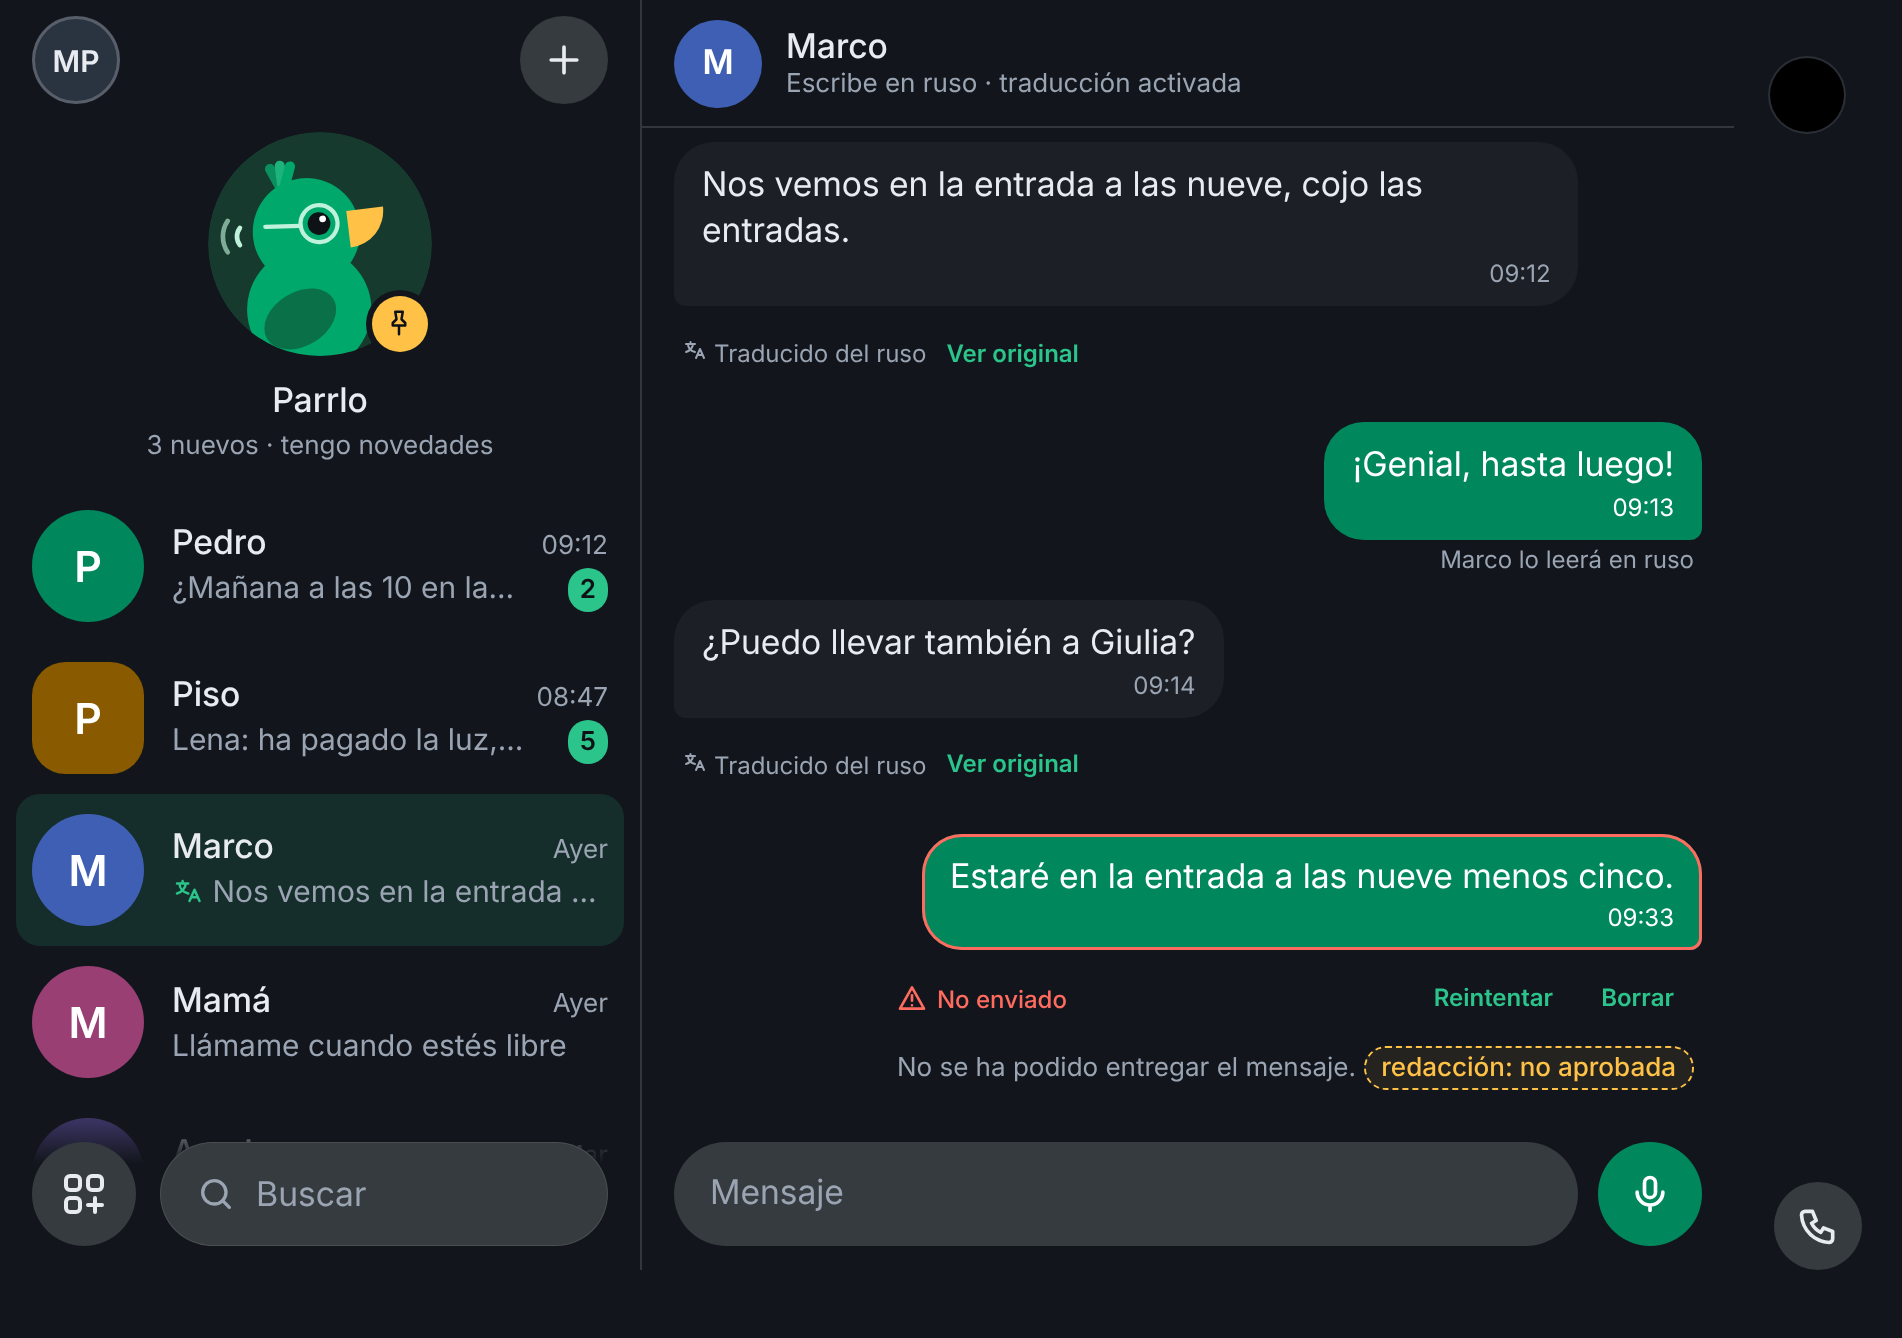 MP
Parrlo
3 nuevos · tengo novedades
P
Pedro
09:12
¿Mañana a las 10 en la...
2
P
Piso
08:47
Lena: ha pagado la luz,...
5
M
Marco
Ayer
Nos vemos en la entrada ...
M
Mamá
Ayer
Llámame cuando estés libre
Buscar
M
Marco
Escribe en ruso · traducción activada
Nos vemos en la entrada a las nueve, cojo las
entradas.
09:12
Traducido del ruso Ver original
¡Genial, hasta luego!
09:13
Marco lo leerá en ruso
¿Puedo llevar también a Giulia?
09:14
Traducido del ruso Ver original
Estaré en la entrada a las nueve menos cinco.
09:33
No enviado Reintentar Borrar
No se ha podido entregar el mensaje. redacción: no aprobada
Mensaje